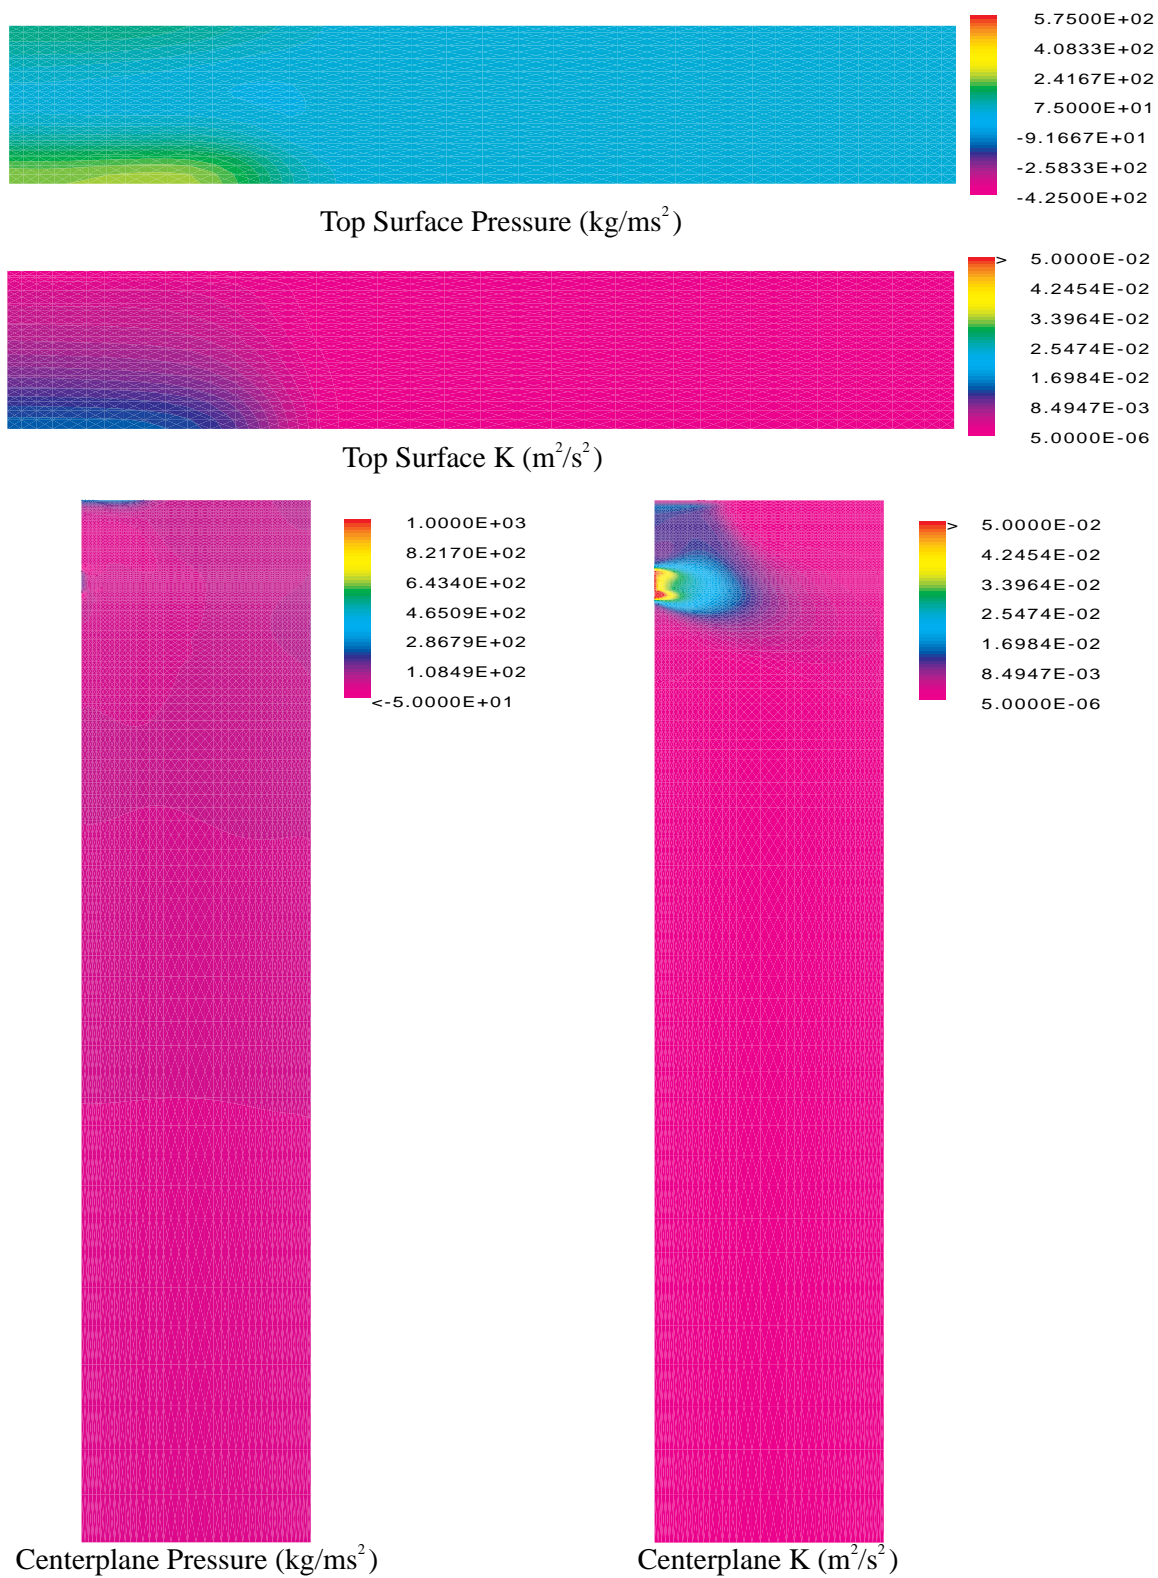 5.7500E+02
4.0833E+02
2.4167E+02
7.5000E+01
-9.1667E+01
-2.5833E+02
-4.2500E+02
Top Surface Pressure (kg/ms²)
> 5.0000E-02
4.2454E-02
3.3964E-02
2.5474E-02
1.6984E-02
8.4947E-03
5.0000E-06
Top Surface K (m²/s²)
1.0000E+03
8.2170E+02
6.4340E+02
4.6509E+02
2.8679E+02
1.0849E+02
<-5.0000E+01
> 5.0000E-02
4.2454E-02
3.3964E-02
2.5474E-02
1.6984E-02
8.4947E-03
5.0000E-06
Centerplane Pressure (kg/ms²)
Centerplane K (m²/s²)